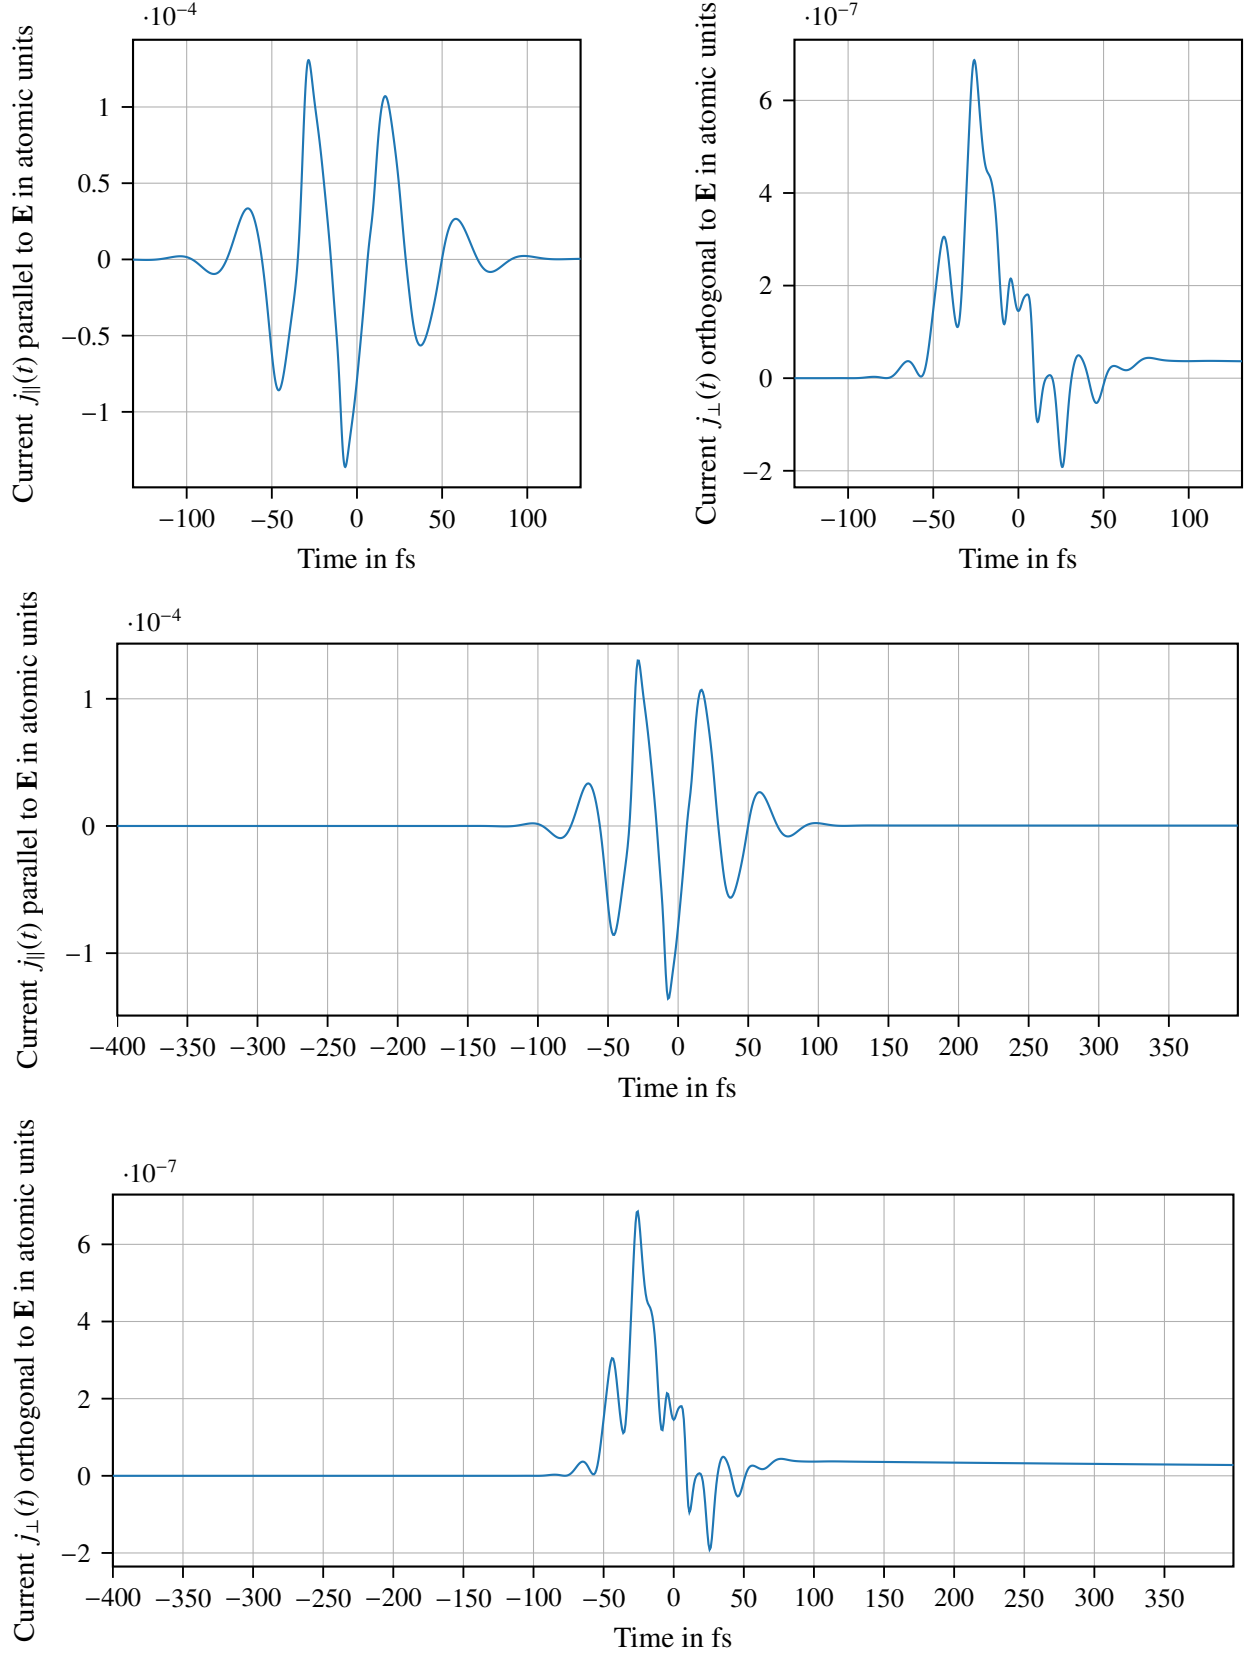 ·10⁻⁴
Current j∥(t) parallel to E in atomic units
1
0.5
0
−0.5
−1
−100 −50 0 50 100
Time in fs
·10⁻⁷
Current j⊥(t) orthogonal to E in atomic units
6
4
2
0
−2
−100 −50 0 50 100
Time in fs
·10⁻⁴
Current j∥(t) parallel to E in atomic units
1
0
−1
−400 −350 −300 −250 −200 −150 −100 −50 0 50 100 150 200 250 300 350
Time in fs
·10⁻⁷
Current j⊥(t) orthogonal to E in atomic units
6
4
2
0
−2
−400 −350 −300 −250 −200 −150 −100 −50 0 50 100 150 200 250 300 350
Time in fs